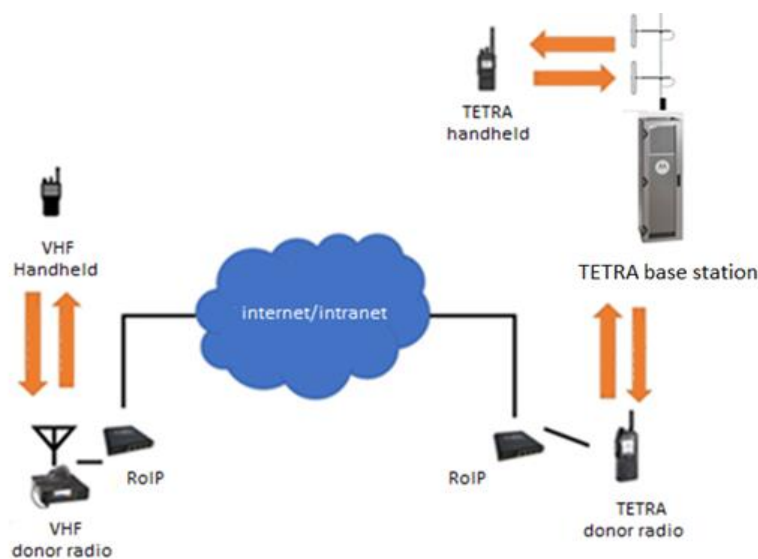 TETRA
handheld
VHF
Handheld
TETRA base station
internet/intranet
RoIP
RoIP
VHF
donor radio
TETRA
donor radio